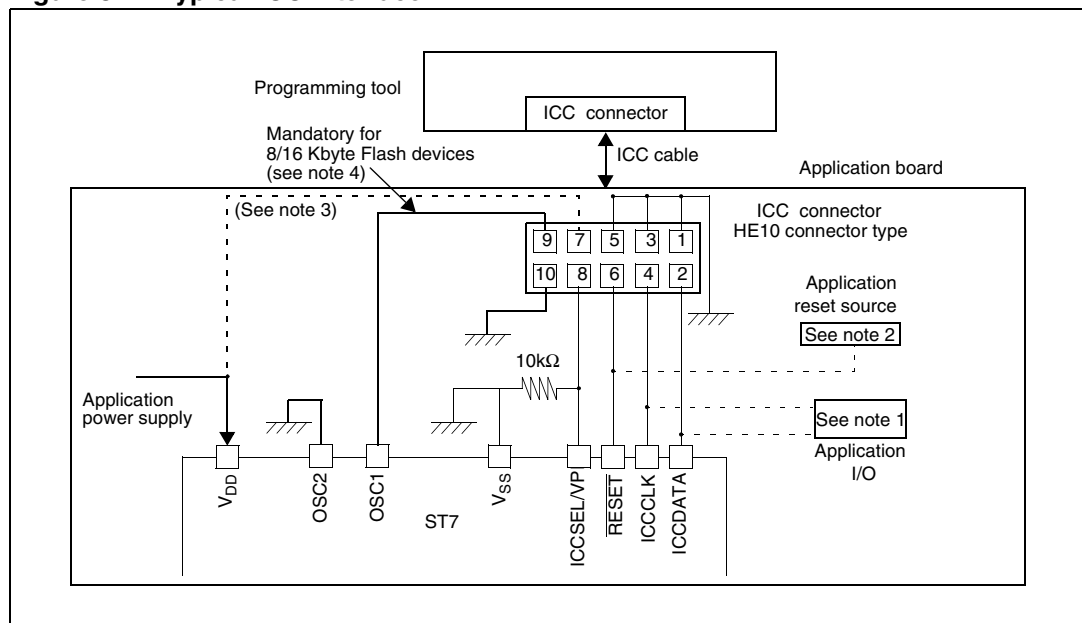 Programming tool
ICC connector
Mandatory for
8/16 Kbyte Flash devices
(see note 4)
ICC cable
Application board
(See note 3)
ICC connector
HE10 connector type
9 7 5 3 1
10 8 6 4 2
Application
reset source
See note 2
10kΩ
Application
power supply
See note 1
Application
I/O
VDD
OSC2
OSC1
VSS
ICCSEL/VPP
RESET
ICCCLK
ICCDATA
ST7